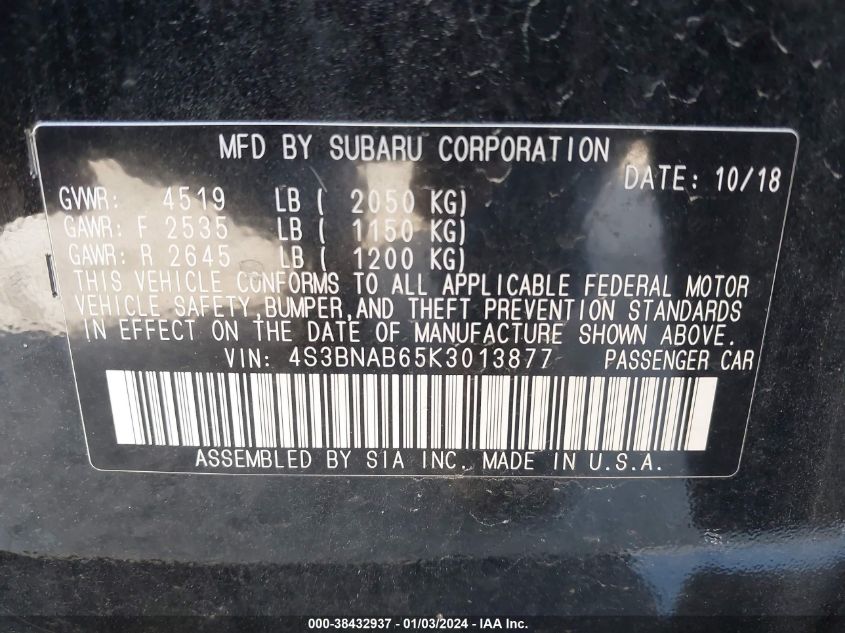 MFD BY SUBARU CORPORATION
DATE: 10/18
GVWR: 4519 LB ( 2050 KG)
GAWR: F 2535 LB ( 1150 KG)
GAWR: R 2645 LB ( 1200 KG)
THIS VEHICLE CONFORMS TO ALL APPLICABLE FEDERAL MOTOR
VEHICLE SAFETY,BUMPER,AND THEFT PREVENTION STANDARDS
IN EFFECT ON THE DATE OF MANUFACTURE SHOWN ABOVE.
VIN: 4S3BNAB65K3013877 PASSENGER CAR
ASSEMBLED BY SIA INC. MADE IN U.S.A.
000-38432937 - 01/03/2024 - IAA Inc.